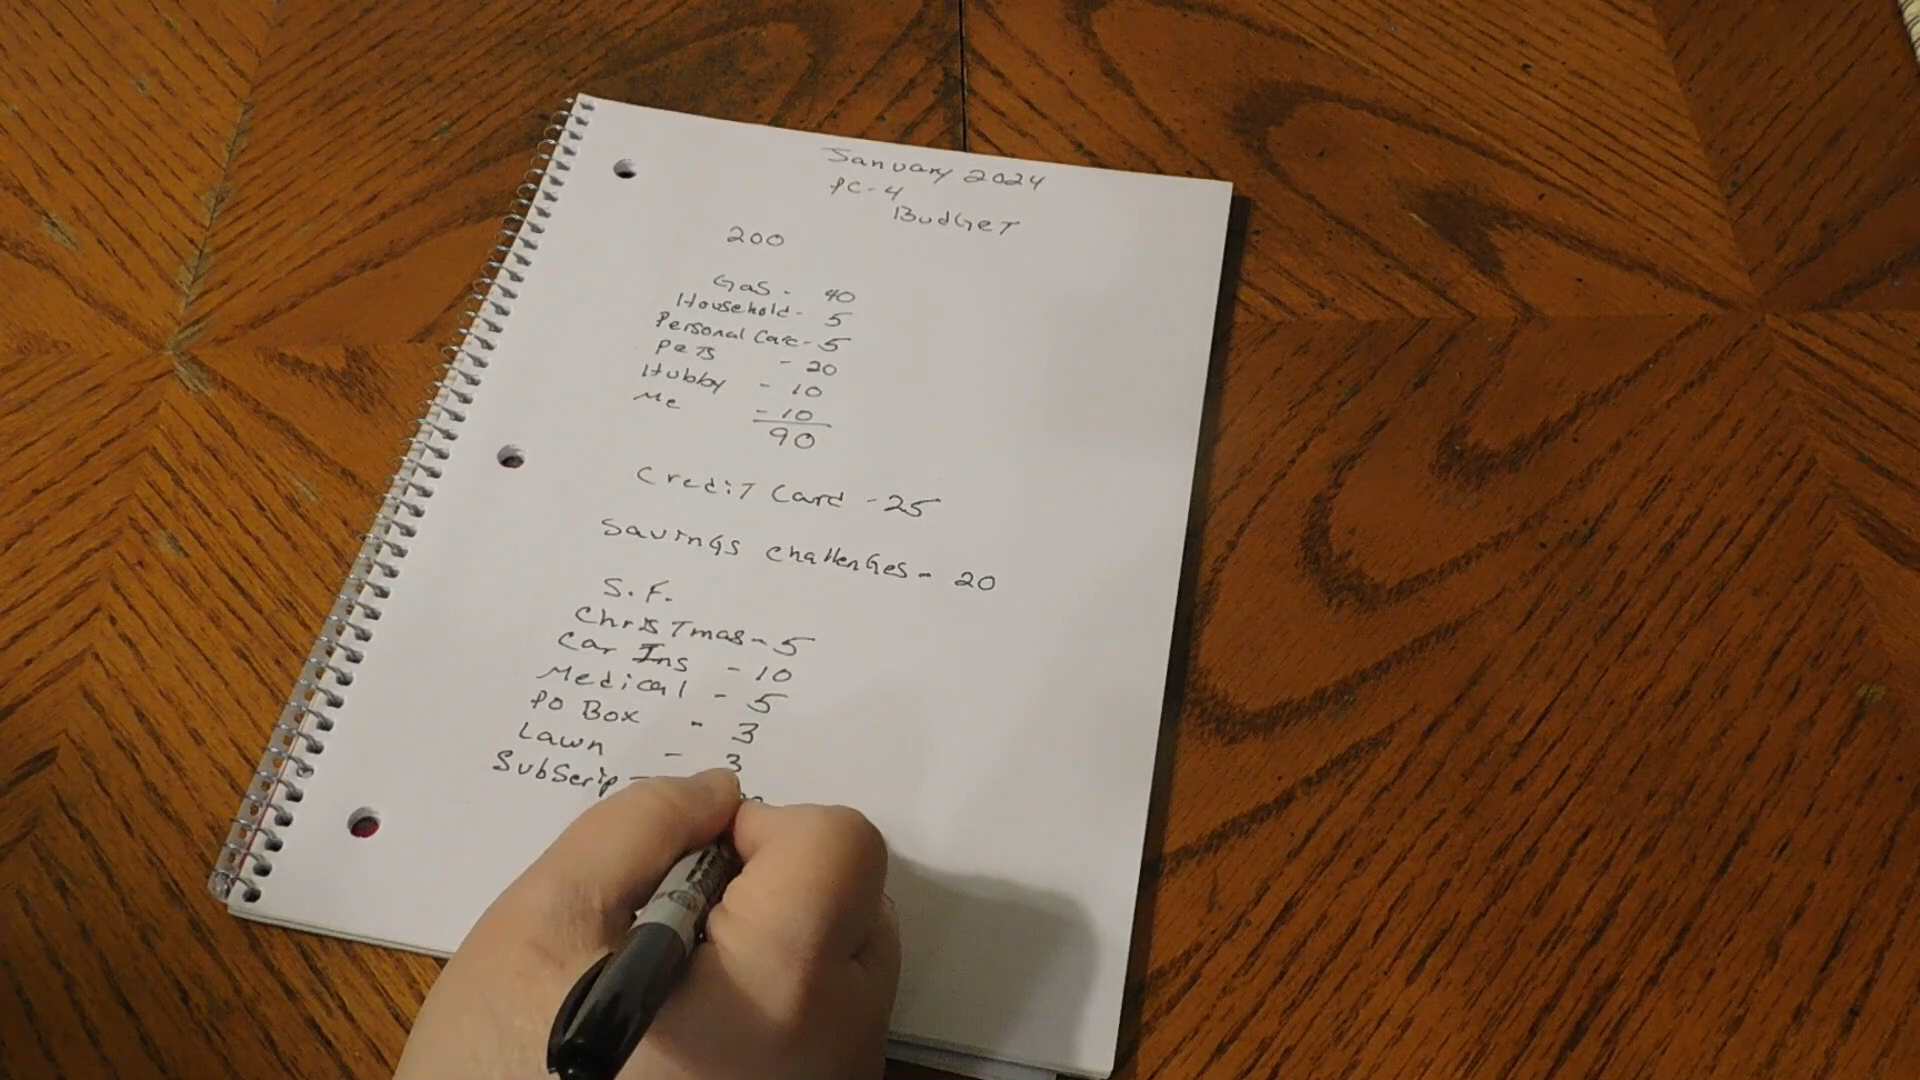 January 2024
PC-4
Budget
200
Gas - 40
Household - 5
Personal Care - 5
Pets - 20
Hubby - 10
Me - 10
90
Credit Card - 25
Savings Challenges - 20
S.F.
Christmas - 5
Car Ins - 10
Medical - 5
PO Box - 3
Lawn - 3
Subscrip -